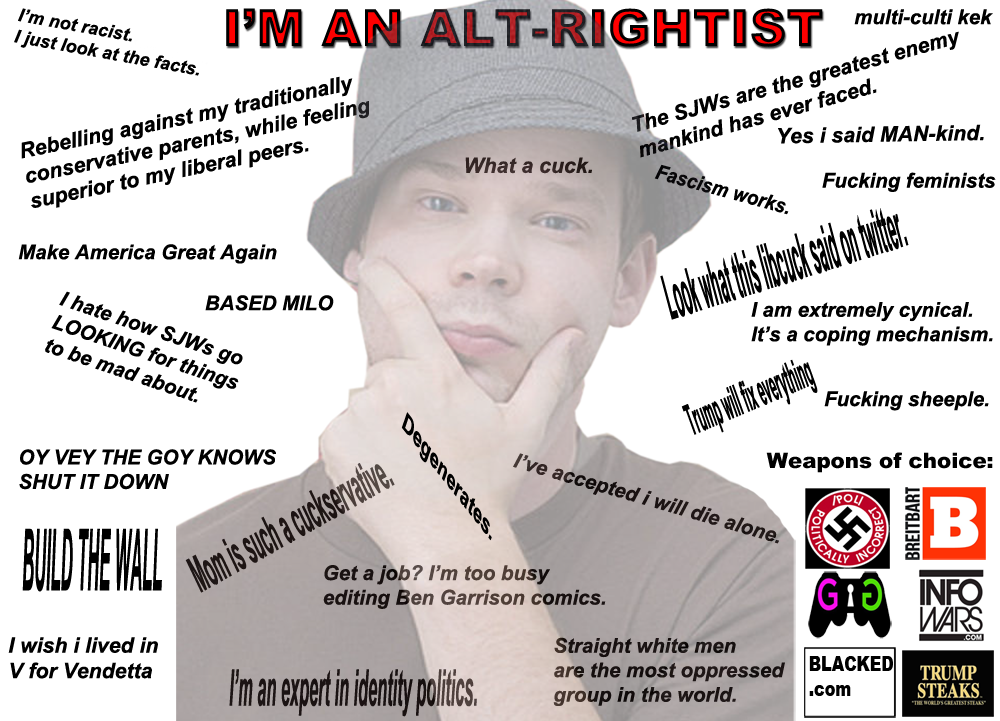 I'M AN ALT-RIGHTIST
I'm not racist.
I just look at the facts.
multi-culti kek
Rebelling against my traditionally
conservative parents, while feeling
superior to my liberal peers.
The SJWs are the greatest enemy
mankind has ever faced.
Yes i said MAN-kind.
What a cuck.
Fascism works.
Fucking feminists
Make America Great Again
Look what this libcuck said on twitter.
BASED MILO
I hate how SJWs go
LOOKING for things
to be mad about.
I am extremely cynical.
It's a coping mechanism.
Trump will fix everything
Fucking sheeple.
Degenerates.
OY VEY THE GOY KNOWS
SHUT IT DOWN
Mom is such a cuckservative.
I've accepted i will die alone.
BUILD THE WALL
Get a job? I'm too busy
editing Ben Garrison comics.
I wish i lived in
V for Vendetta
I'm an expert in identity politics.
Straight white men
are the most oppressed
group in the world.
Weapons of choice:
/POL/
POLITICALLY INCORRECT
BREITBART
B
G G
INFO
WARS
.COM
BLACKED
.com
TRUMP
STEAKS
"THE WORLD'S GREATEST STEAKS"